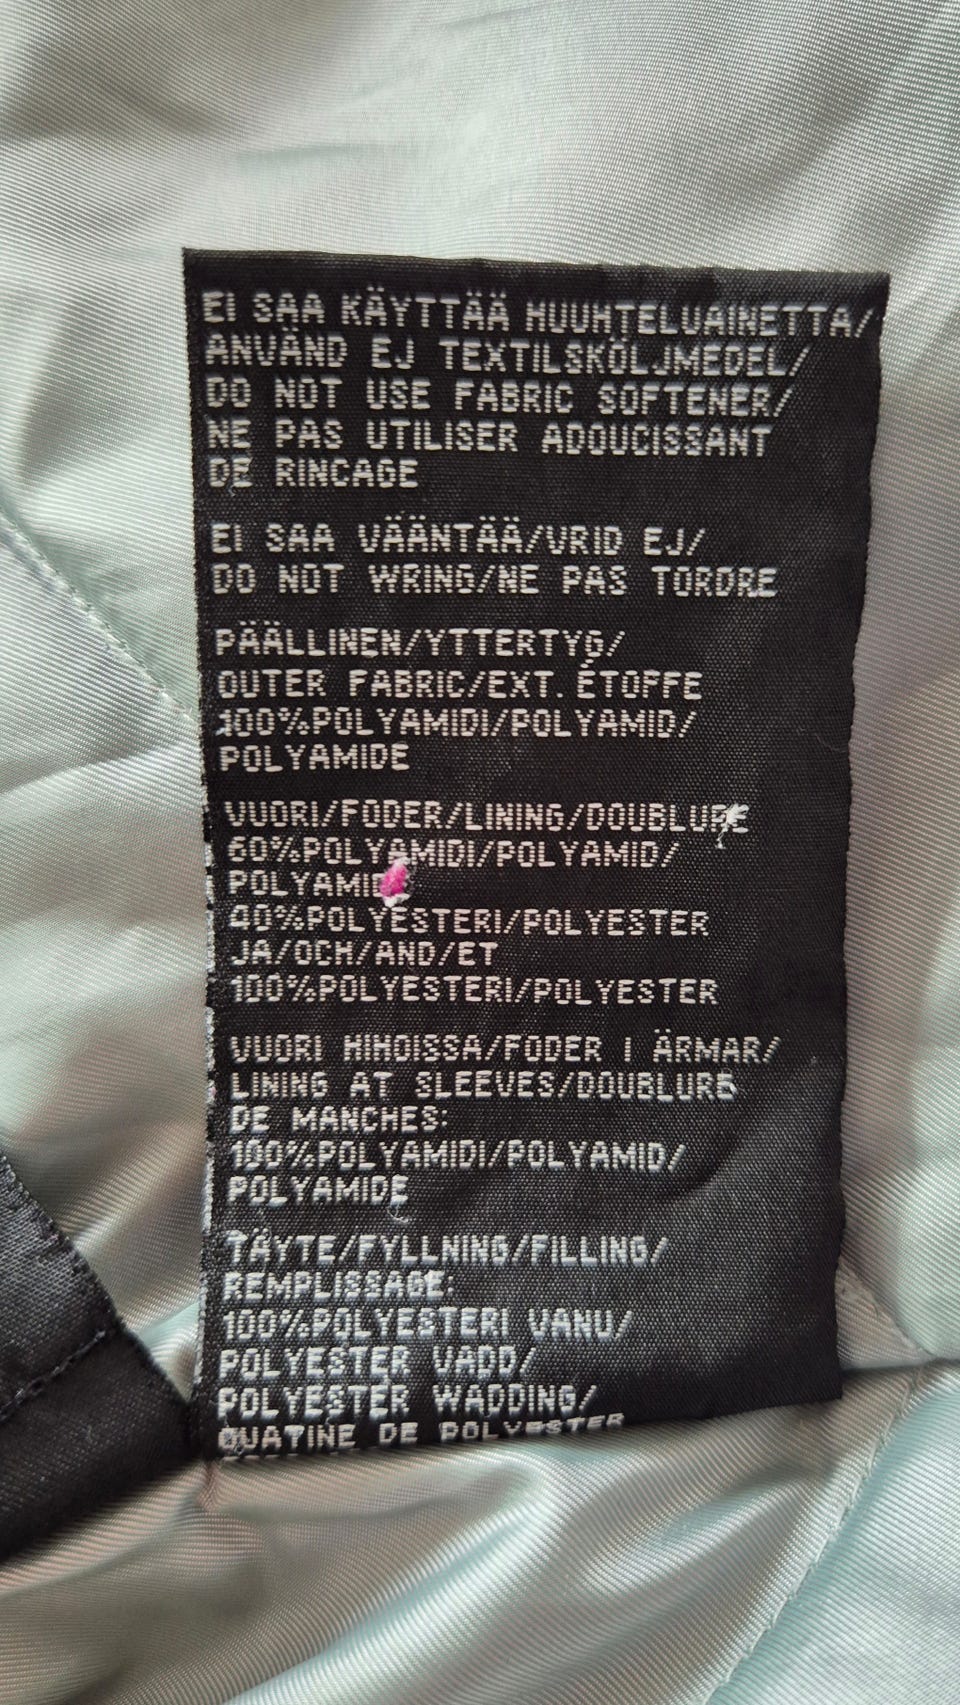 EI SAA KÄYTTÄÄ HUUHTELUAINETTA/
ANVÄND EJ TEXTILSKÖLJMEDEL/
DO NOT USE FABRIC SOFTENER/
NE PAS UTILISER ADOUCISSANT
DE RINCAGE
EI SAA VÄÄNTÄÄ/VRID EJ/
DO NOT WRING/NE PAS TORDRE
PÄÄLLINEN/YTTERTYG/
OUTER FABRIC/EXT. ÉTOFFE
100%POLYAMIDI/POLYAMID/
POLYAMIDE
VUORI/FODER/LINING/DOUBLURE
60%POLYAMIDI/POLYAMID/
POLYAMIDE
40%POLYESTERI/POLYESTER
JA/OCH/AND/ET
100%POLYESTERI/POLYESTER
VUORI HIHOISSA/FODER I ÄRMAR/
LINING AT SLEEVES/DOUBLURE
DE MANCHES:
100%POLYAMIDI/POLYAMID/
POLYAMIDE
TÄYTE/FYLLNING/FILLING/
REMPLISSAGE:
100%POLYESTERI VANU/
POLYESTER VADD/
POLYESTER WADDING/
OUATINE DE POLYESTER